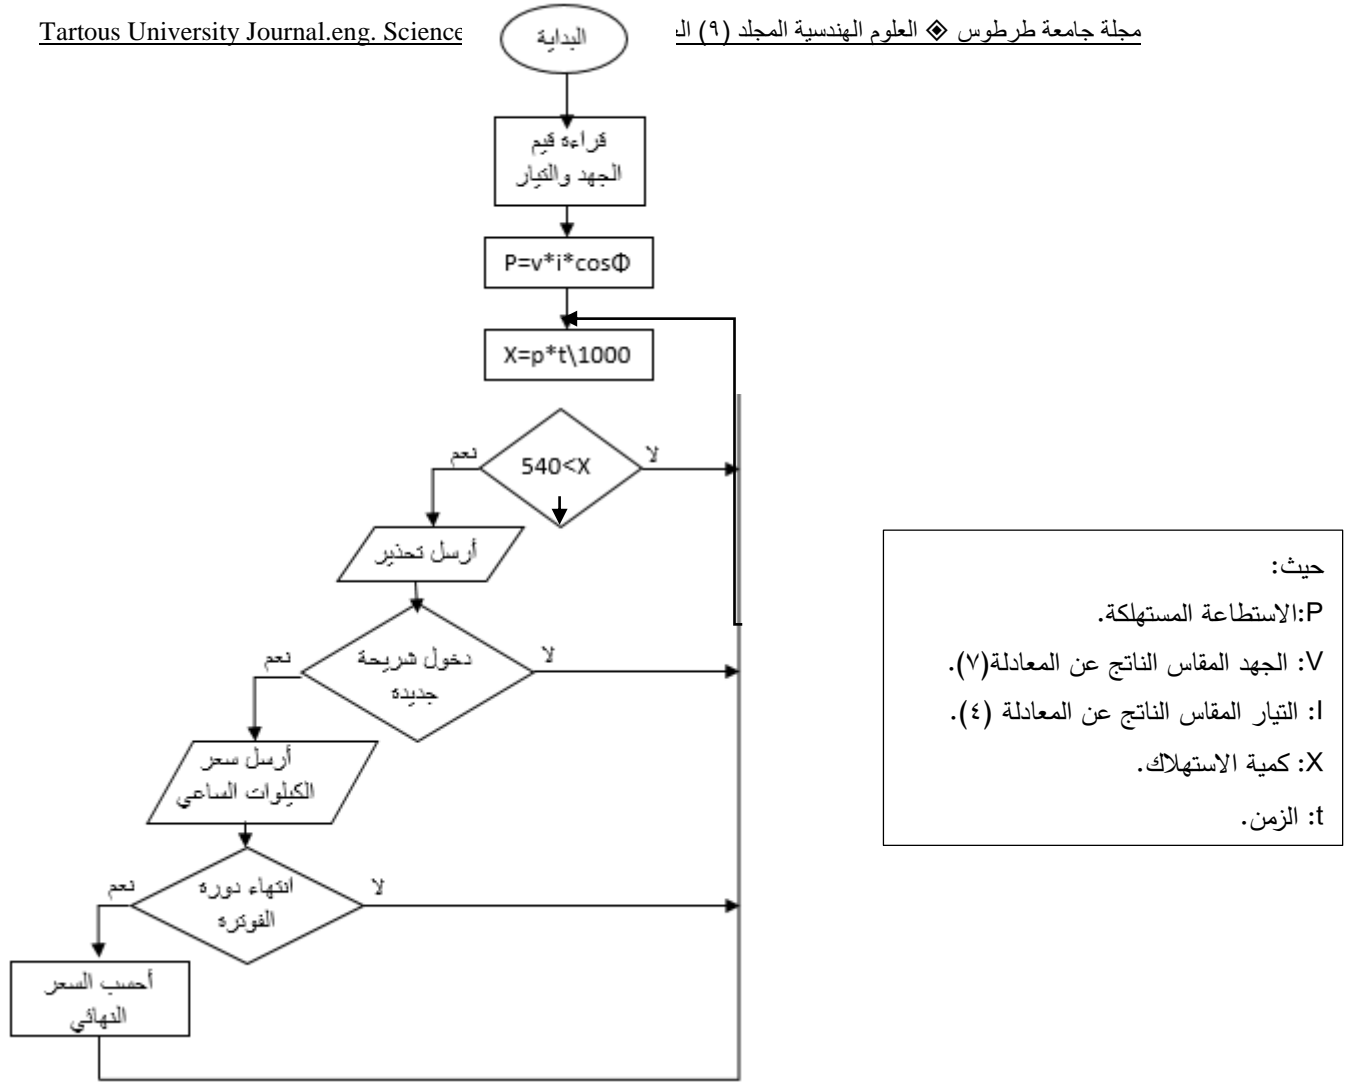 Tartous University Journal.eng. Science
مجلة جامعة طرطوس ◈ العلوم الهندسية المجلد (٩)
البداية
قراءة قيم
الجهد والتيار
P=v*i*cosΦ
X=p*t\1000
540<X
نعم
لا
أرسل تحذير
دخول شريحة
جديدة
نعم
لا
أرسل سعر
الكيلوات الساعي
انتهاء دورة
الفوترة
نعم
لا
أحسب السعر
النهائي
حيث:
P:الاستطاعة المستهلكة.
V: الجهد المقاس الناتج عن المعادلة(٧).
I: التيار المقاس الناتج عن المعادلة (٤).
X: كمية الاستهلاك.
t: الزمن.